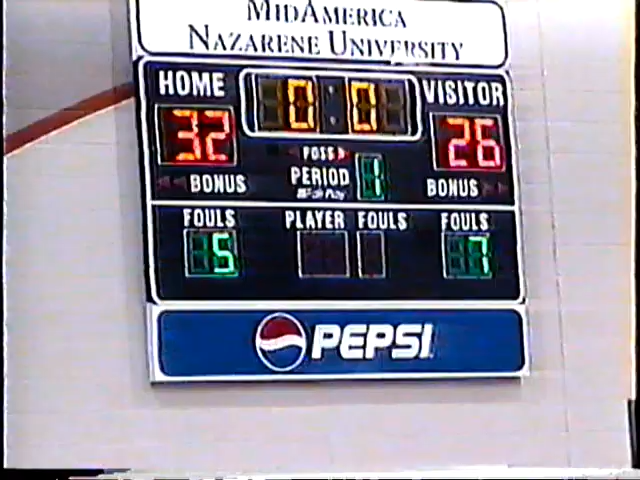 MIDAMERICA
NAZARENE UNIVERSITY
HOME 0 : 0 VISITOR
32 26
POSS
BONUS PERIOD 1 BONUS
FOULS PLAYER FOULS FOULS
5 7
PEPSI